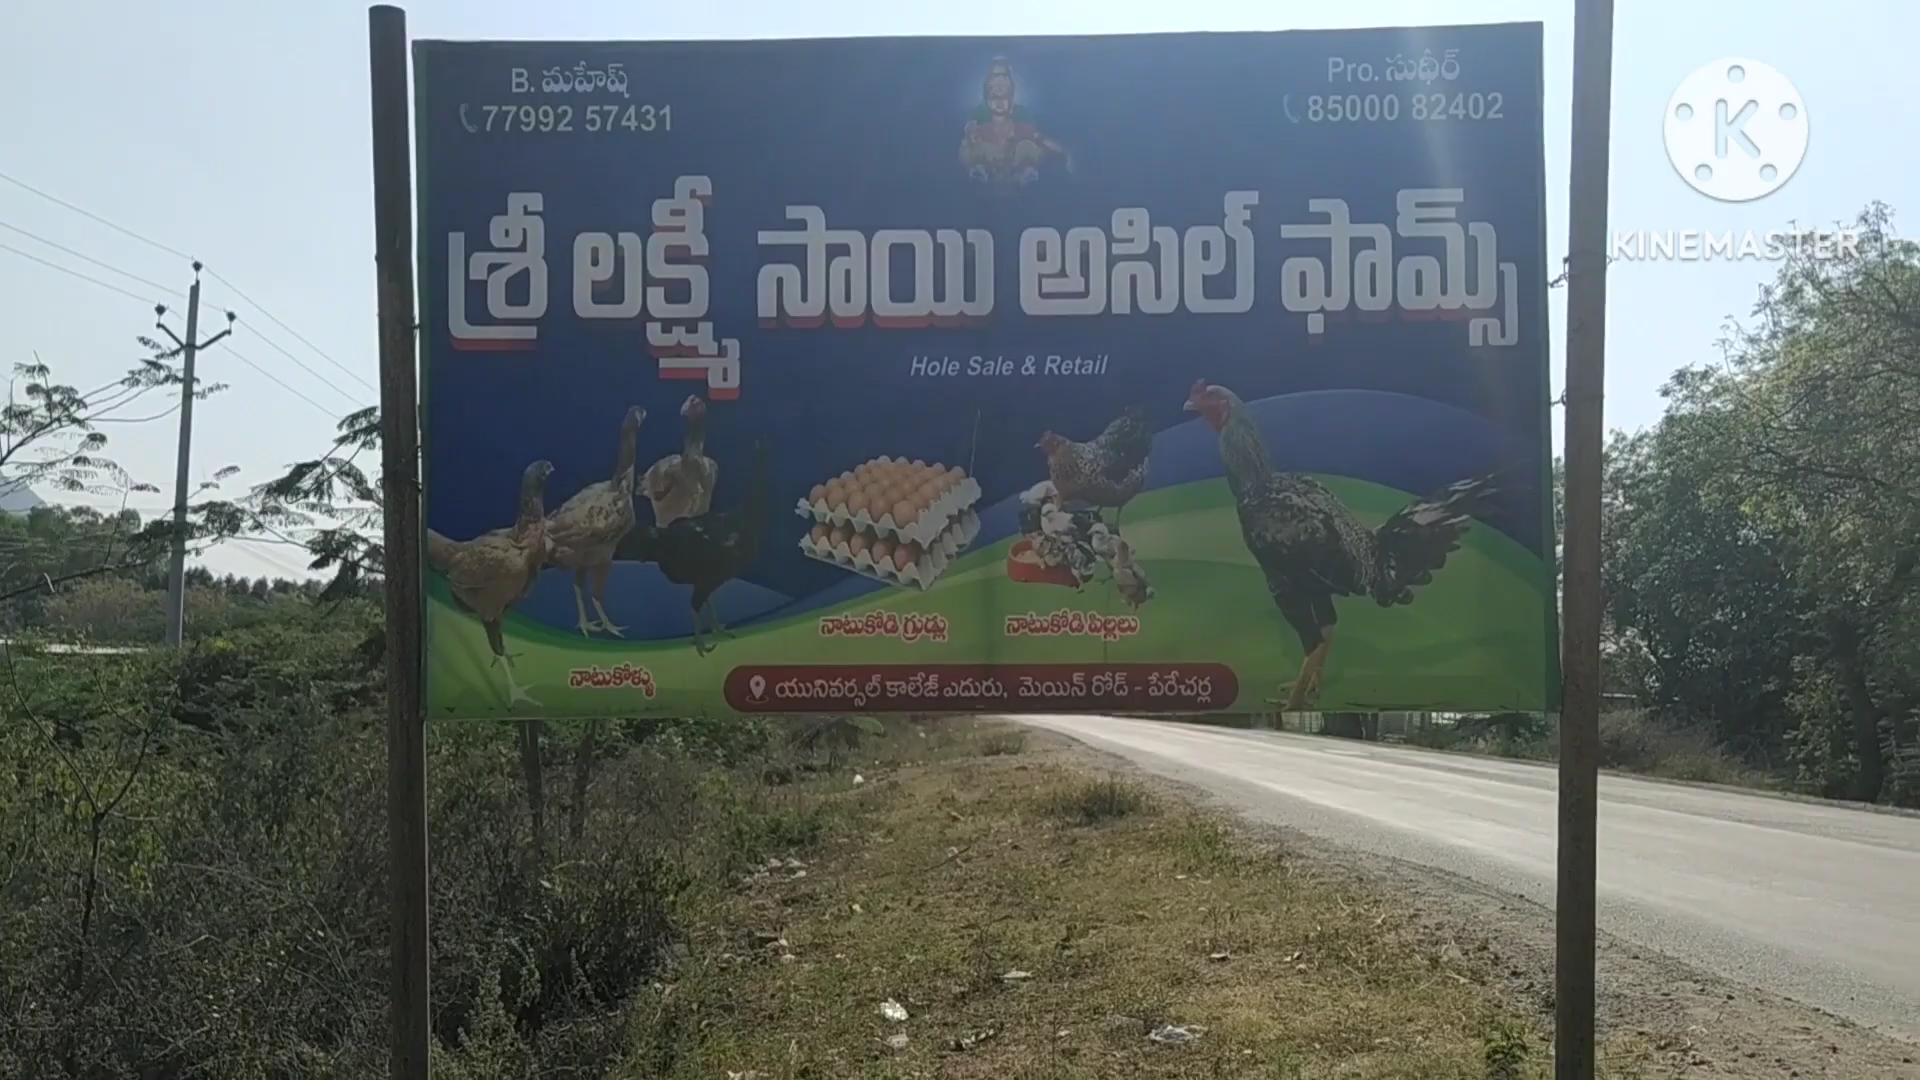 B. మహేష్
77992 57431
Pro. సుధీర్
85000 82402
శ్రీ లక్ష్మీ సాయి అసిల్ ఫామ్స్
Hole Sale & Retail
నాటుకోడి గ్రుడ్లు
నాటుకోడి పిల్లలు
నాటుకోళ్ళు
యునివర్సల్ కాలేజ్ ఎదురు, మెయిన్ రోడ్ - పేరేచర్ల
K
KINEMASTER